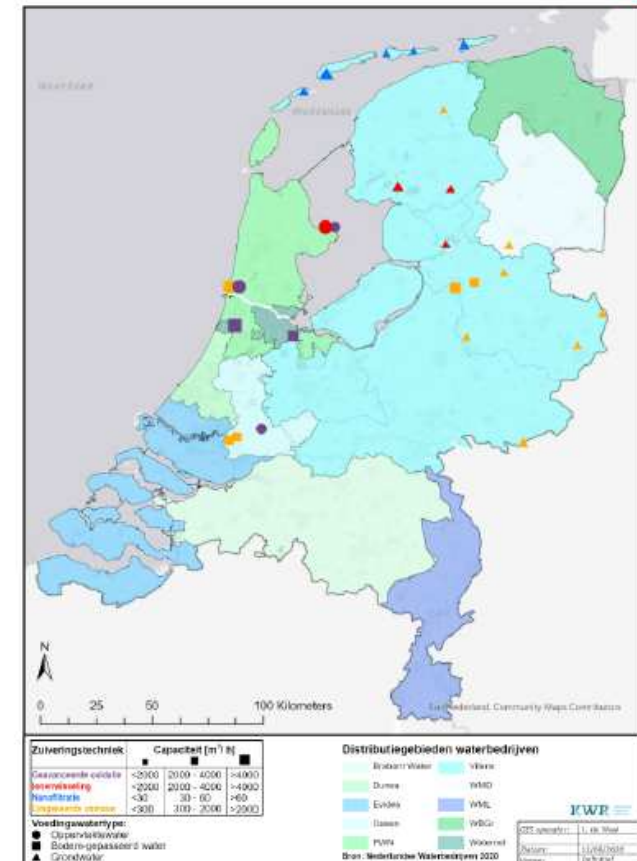 N
0 25 50 100 Kilometers
Nederland, Community Maps Contributors
Zuiveringstechniek Capaciteit [m³/ h]
Geavanceerde oxidatie <2000 2000 - 4000 >4000
Ionenwisseling <2000 2000 - 4000 >4000
Nanofiltratie <30 30 - 60 >60
Omgekeerde osmose <300 300 - 2000 >2000
Voedingswatertype:
Oppervlaktewater
Bodem-gepasseerd water
Grondwater
Distributiegebieden waterbedrijven
Brabant Water
Dunea
Evides
Oasen
PWN
Vitens
WMD
WML
WBGr
Waternet
Bron: Nederlandse Waterbedrijven 2020
KWR